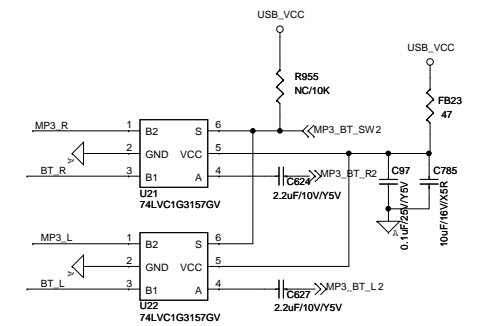 USB_VCC
USB_VCC
R955
NC/10K
FB23
47
MP3_R 1 B2 S 6 MP3_BT_SW2
2 GND VCC 5
BT_R 3 B1 A 4 C624 MP3_BT_R2 C97 C785
U21
74LVC1G3157GV
2.2uF/10V/Y5V
0.1uF/25V/Y5V
10uF/16V/X5R
A
A
MP3_L 1 B2 S 6
2 GND VCC 5
A
BT_L 3 B1 A 4 C627 MP3_BT_L2
U22
74LVC1G3157GV
2.2uF/10V/Y5V